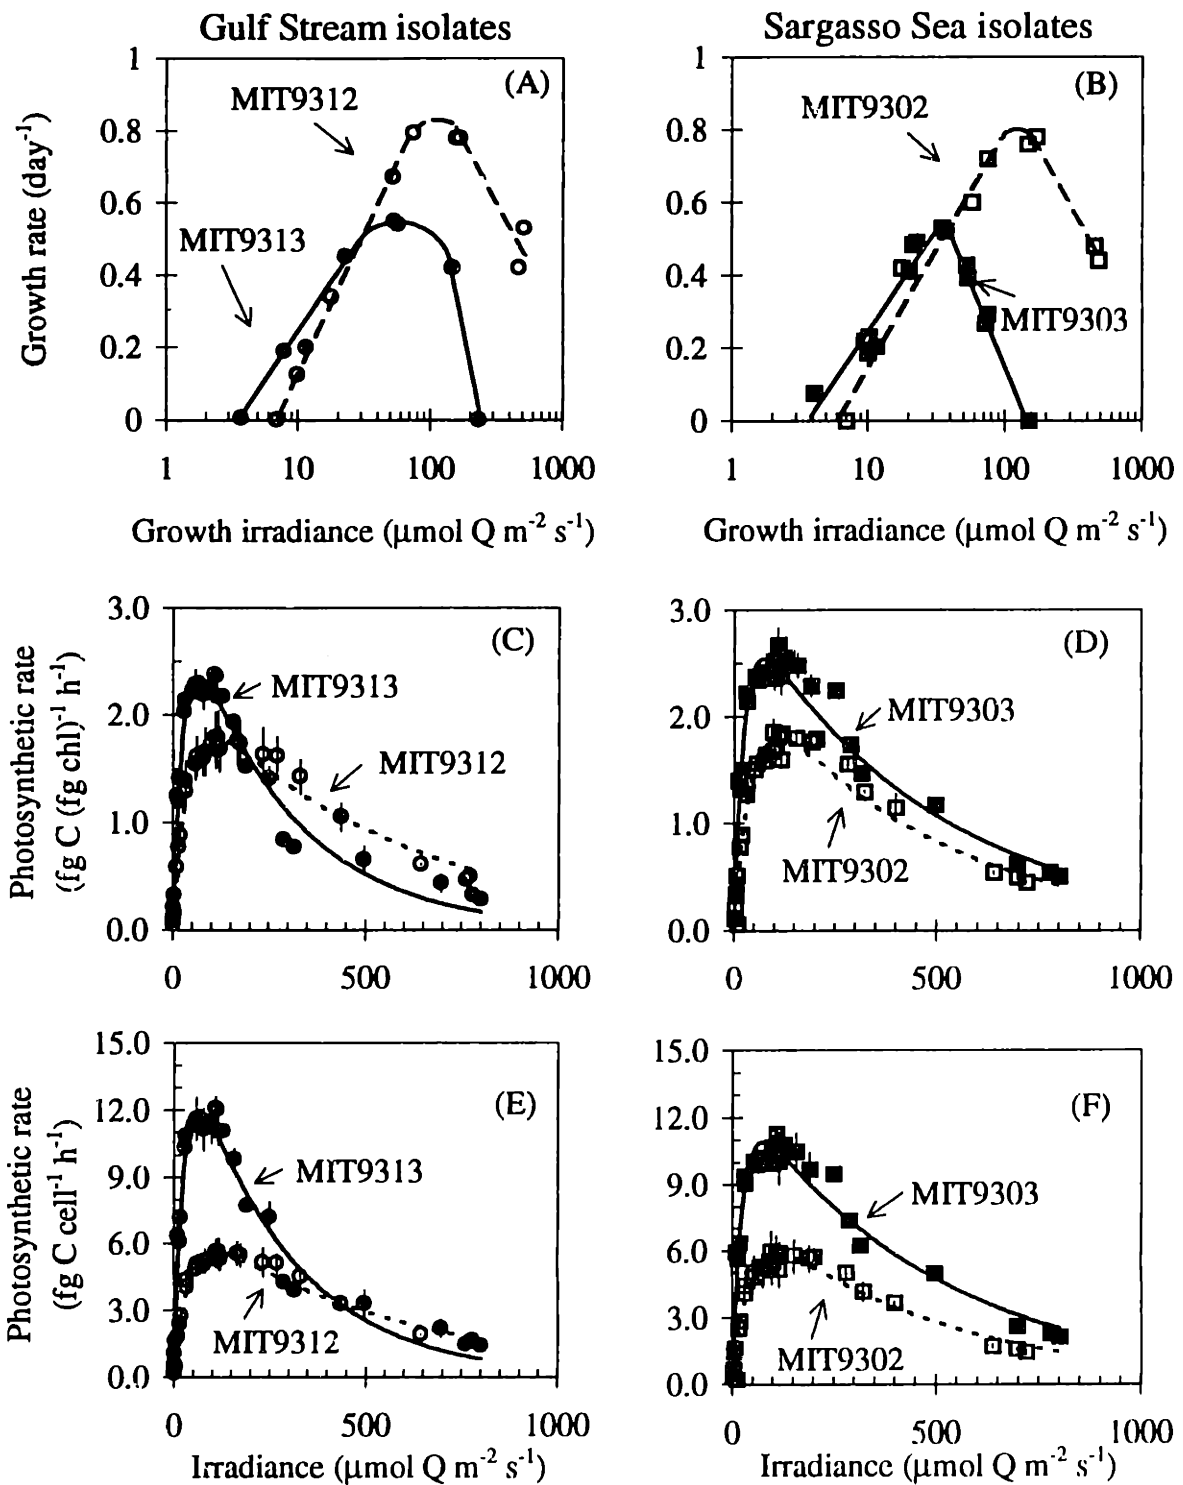 Gulf Stream isolates
Sargasso Sea isolates
Growth rate (day⁻¹)
1
0.8
0.6
0.4
0.2
0
MIT9312
(A)
MIT9313
1
10
100
1000
Growth irradiance (μmol Q m⁻² s⁻¹)
1
0.8
0.6
0.4
0.2
0
MIT9302
(B)
MIT9303
1
10
100
1000
Growth irradiance (μmol Q m⁻² s⁻¹)
Photosynthetic rate
(fg C (fg chl)⁻¹ h⁻¹)
3.0
2.0
1.0
0.0
(C)
MIT9313
MIT9312
0
500
1000
3.0
2.0
1.0
0.0
(D)
MIT9303
MIT9302
0
500
1000
Photosynthetic rate
(fg C cell⁻¹ h⁻¹)
15.0
12.0
9.0
6.0
3.0
0.0
(E)
MIT9313
MIT9312
0
500
1000
Irradiance (μmol Q m⁻² s⁻¹)
15.0
12.0
9.0
6.0
3.0
0.0
(F)
MIT9303
MIT9302
0
500
1000
Irradiance (μmol Q m⁻² s⁻¹)